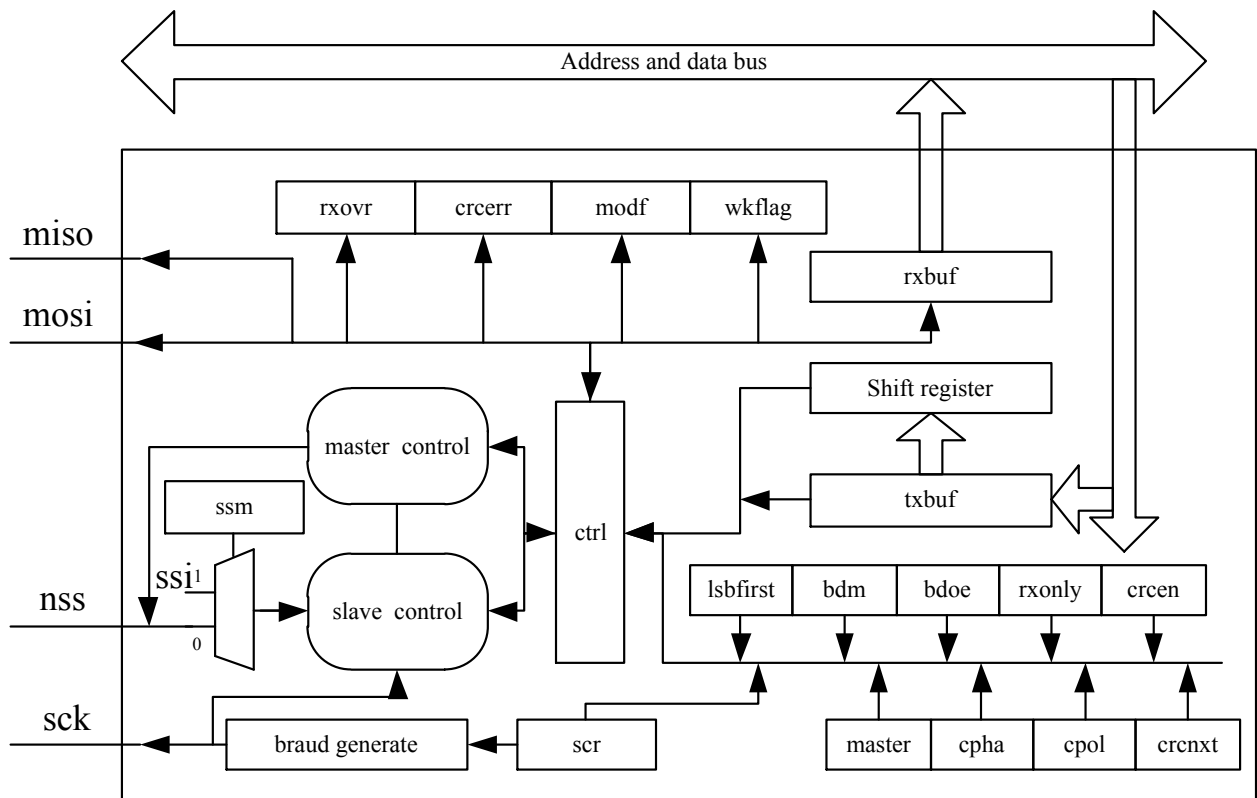 Address and data bus
rxovr crcerr modf wkflag
miso
rxbuf
mosi
Shift register
master control
ssm
txbuf
ctrl
ssi 1
lsbfirst bdm bdoe rxonly crcen
nss
slave control
0
sck
braud generate
scr
master cpha cpol crcnxt